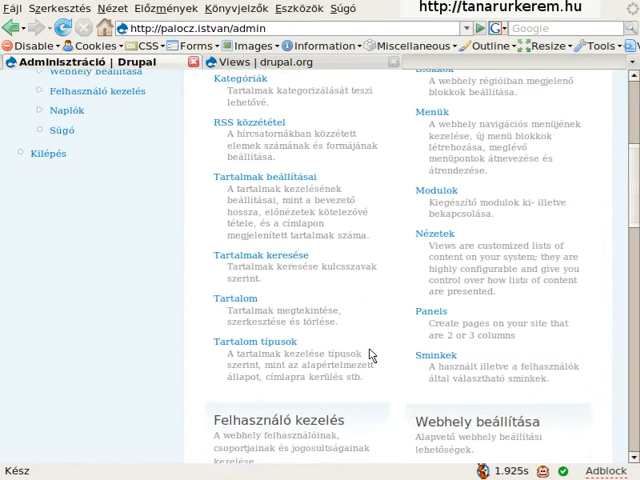 Fájl Szerkesztés Nézet Előzmények Könyvjelzők Eszközök Súgó
http://tanarurkerem.hu
http://palocz.istvan/admin
Google
Disable Cookies CSS Forms Images Information Miscellaneous Outline Resize Tools
Adminisztráció | Drupal
Views | drupal.org
Webhely beállítása
Felhasználó kezelés
Naplók
Súgó
Kilépés
Kategóriák
Tartalmak kategorizálását teszi
lehetővé.
RSS közzététel
A hírcsatornákban közzétett
elemek számának és formájának
beállítása.
Tartalmak beállításai
A tartalmak kezelésének
beállításai, mint a bevezető
hossza, előnézetek kötelezővé
tétele, és a címlapon
megjelenített tartalmak száma.
Tartalmak keresése
Tartalmak keresése kulcsszavak
szerint.
Tartalom
Tartalmak megtekintése,
szerkesztése és törlése.
Tartalom típusok
A tartalmak kezelése típusok
szerint, mint az alapértelmezett
állapot, címlapra kerülés stb.
Felhasználó kezelés
A webhely felhasználóinak,
csoportjainak és jogosultságainak
kezelése.
Blokkok
A webhely régióiban megjelenő
blokkok beállítása.
Menük
A webhely navigációs menüjének
kezelése, új menü blokkok
létrehozása, meglévő
menüpontok átnevezése és
átrendezése.
Modulok
Kiegészítő modulok ki- illetve
bekapcsolása.
Nézetek
Views are customized lists of
content on your system; they are
highly configurable and give you
control over how lists of content
are presented.
Panels
Create pages on your site that
are 2 or 3 columns
Sminkek
A használt illetve a felhasználók
által választható sminkek.
Webhely beállítása
Alapvető webhely beállítási
lehetőségek.
Kész
1.925s
Adblock